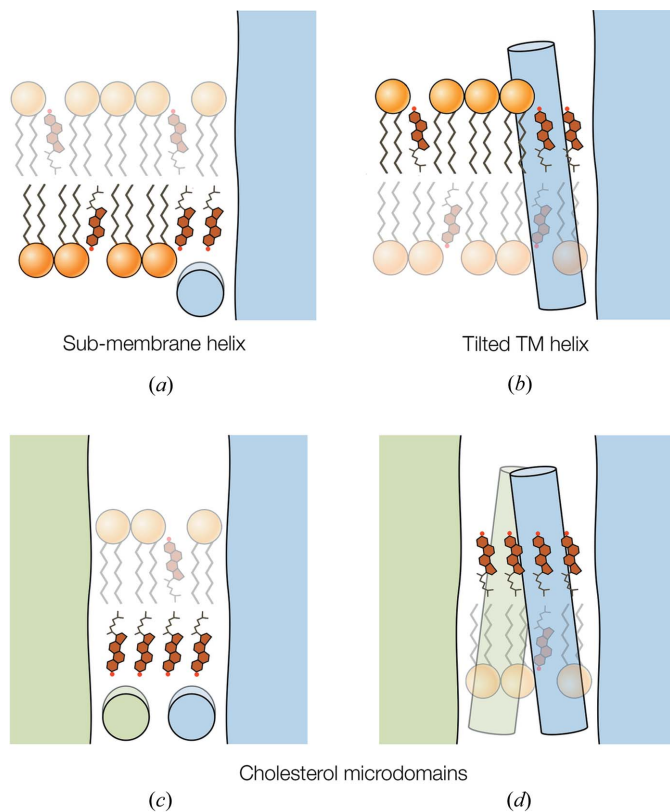 Sub-membrane helix
Tilted TM helix
(a)
(b)
Cholesterol microdomains
(c)
(d)